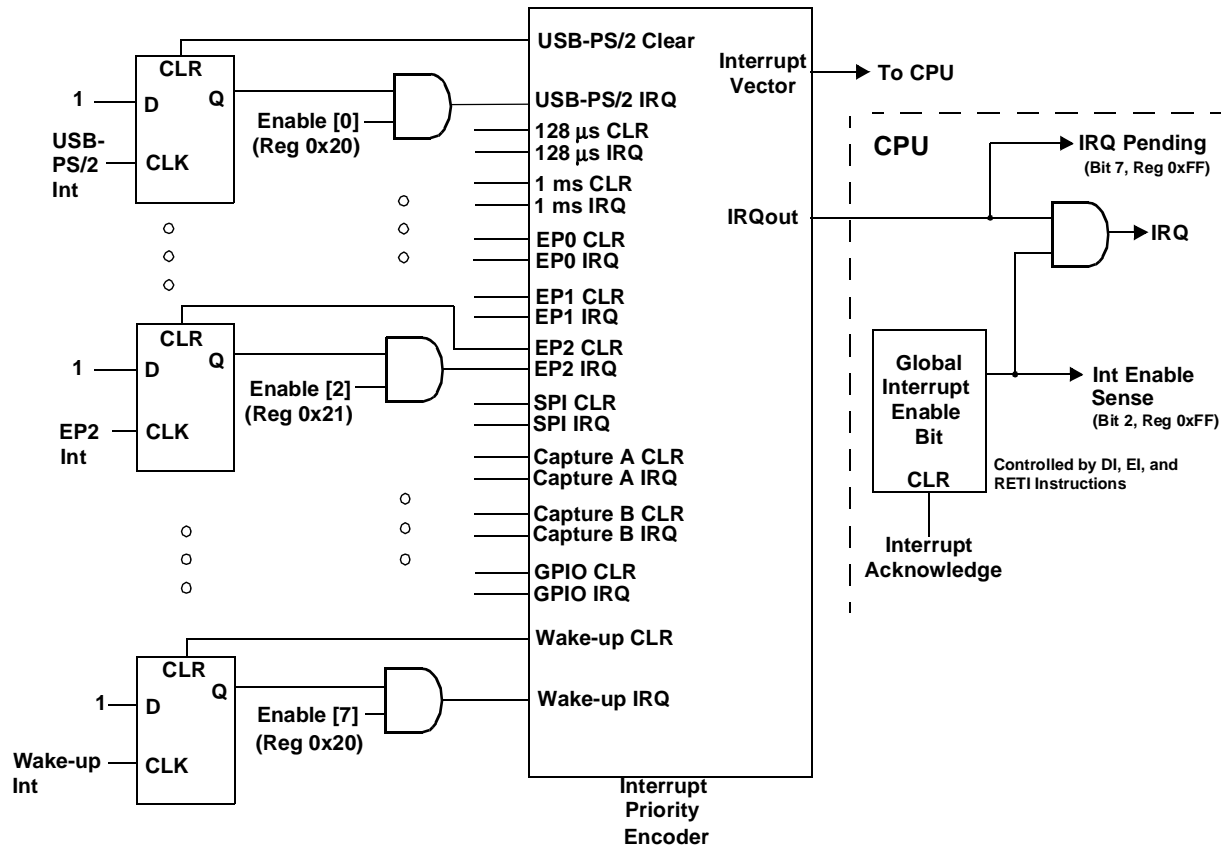 CLR
1
D
Q
USB-
PS/2
Int
CLK
Enable [0]
(Reg 0x20)
CLR
1
D
Q
EP2
Int
CLK
Enable [2]
(Reg 0x21)
CLR
1
D
Q
Wake-up
Int
CLK
Enable [7]
(Reg 0x20)
USB-PS/2 Clear
USB-PS/2 IRQ
128 μs CLR
128 μs IRQ
1 ms CLR
1 ms IRQ
EP0 CLR
EP0 IRQ
EP1 CLR
EP1 IRQ
EP2 CLR
EP2 IRQ
SPI CLR
SPI IRQ
Capture A CLR
Capture A IRQ
Capture B CLR
Capture B IRQ
GPIO CLR
GPIO IRQ
Wake-up CLR
Wake-up IRQ
Interrupt
Vector
IRQout
Interrupt
Priority
Encoder
To CPU
CPU
IRQ Pending
(Bit 7, Reg 0xFF)
IRQ
Global
Interrupt
Enable
Bit
CLR
Int Enable
Sense
(Bit 2, Reg 0xFF)
Controlled by DI, EI, and
RETI Instructions
Interrupt
Acknowledge